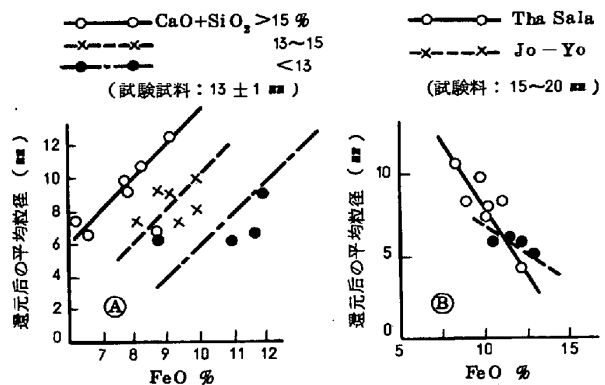 CaO+SiO₂ >15 %
13～15
<13
(試験試料：13 ± 1 mm)
還元后の平均粒径 (mm)
12
10
8
6
4
2
0
Ⓐ
7 8 9 10 11 12
FeO %
Tha Sala
Jo-Yo
(試験試料：15～20 mm)
還元后の平均粒径 (mm)
10
5
0
Ⓑ
5 10 15
FeO %